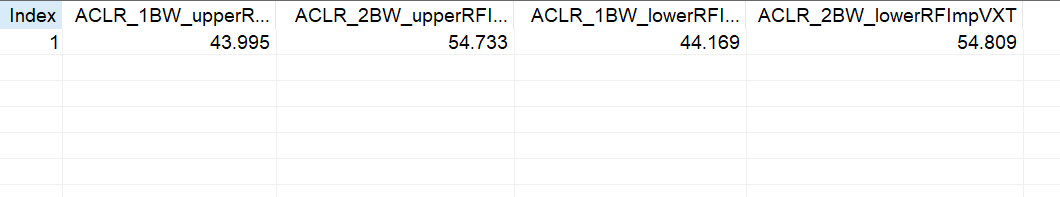 Index ACLR_1BW_upperR... ACLR_2BW_upperRFI... ACLR_1BW_lowerRFI... ACLR_2BW_lowerRFImpVXT
1 43.995 54.733 44.169 54.809